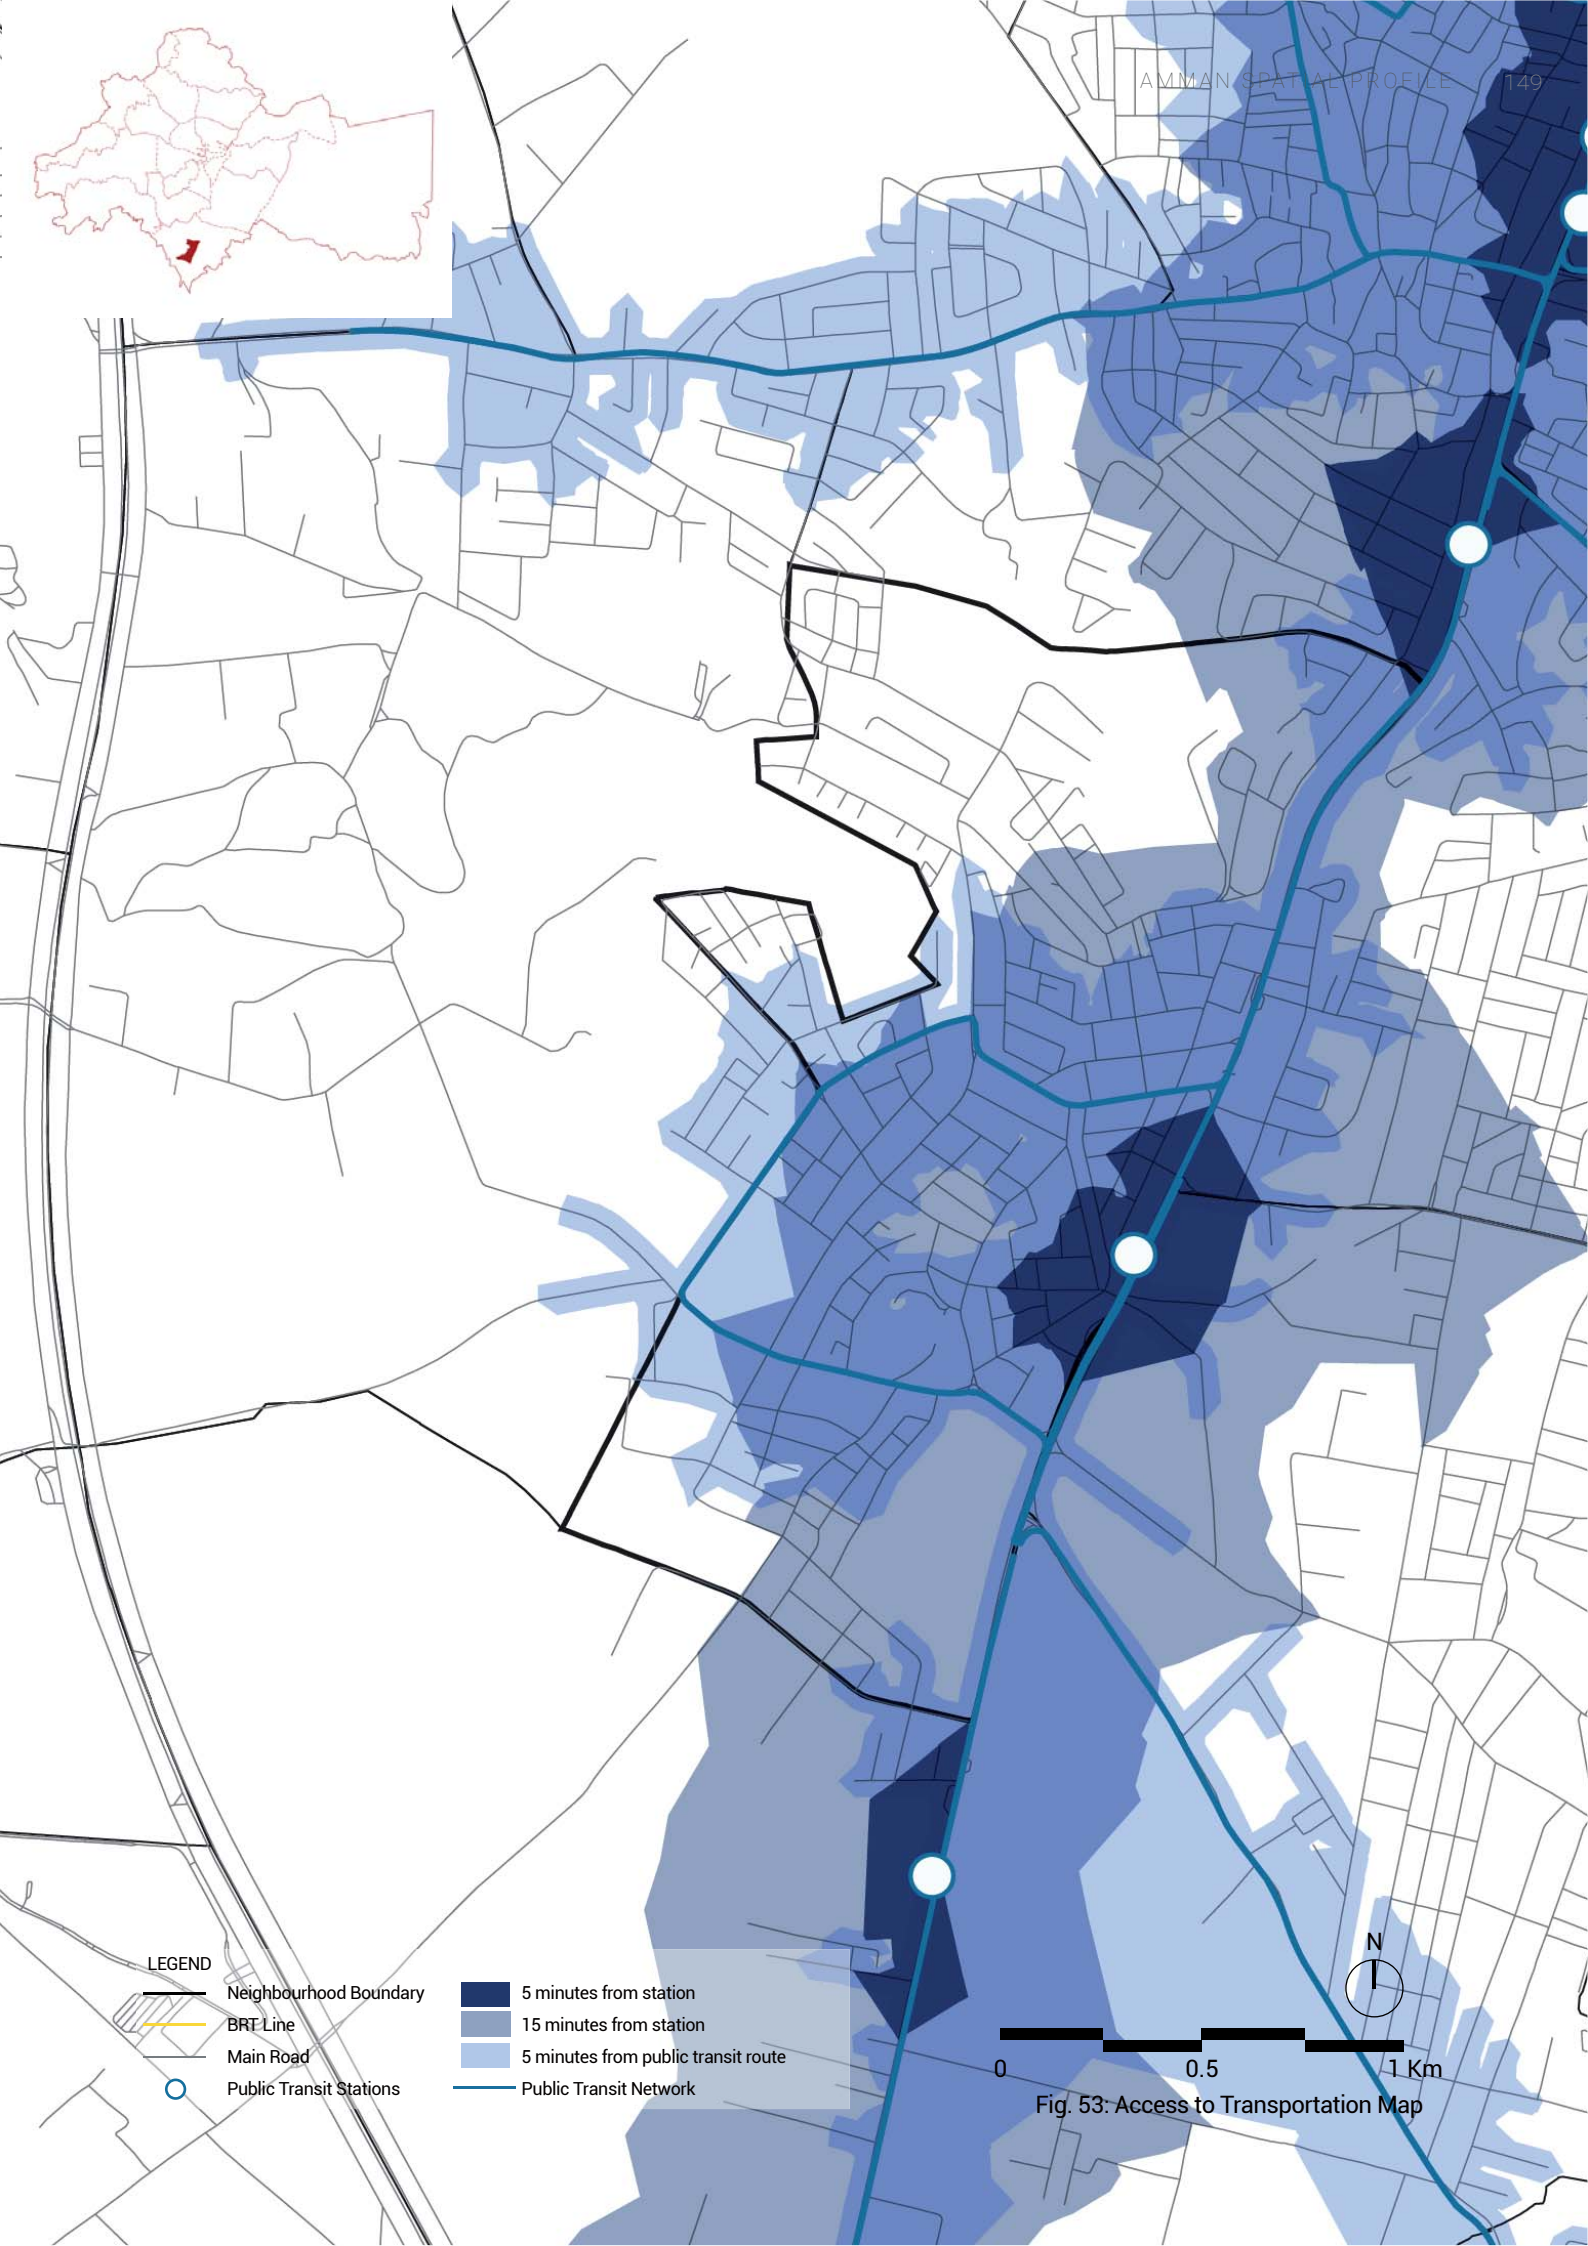 AMMAN SPATIAL PROFILE 149
LEGEND
Neighbourhood Boundary
BRT Line
Main Road
Public Transit Stations
5 minutes from station
15 minutes from station
5 minutes from public transit route
Public Transit Network
N
0 0.5 1 Km
Fig. 53: Access to Transportation Map